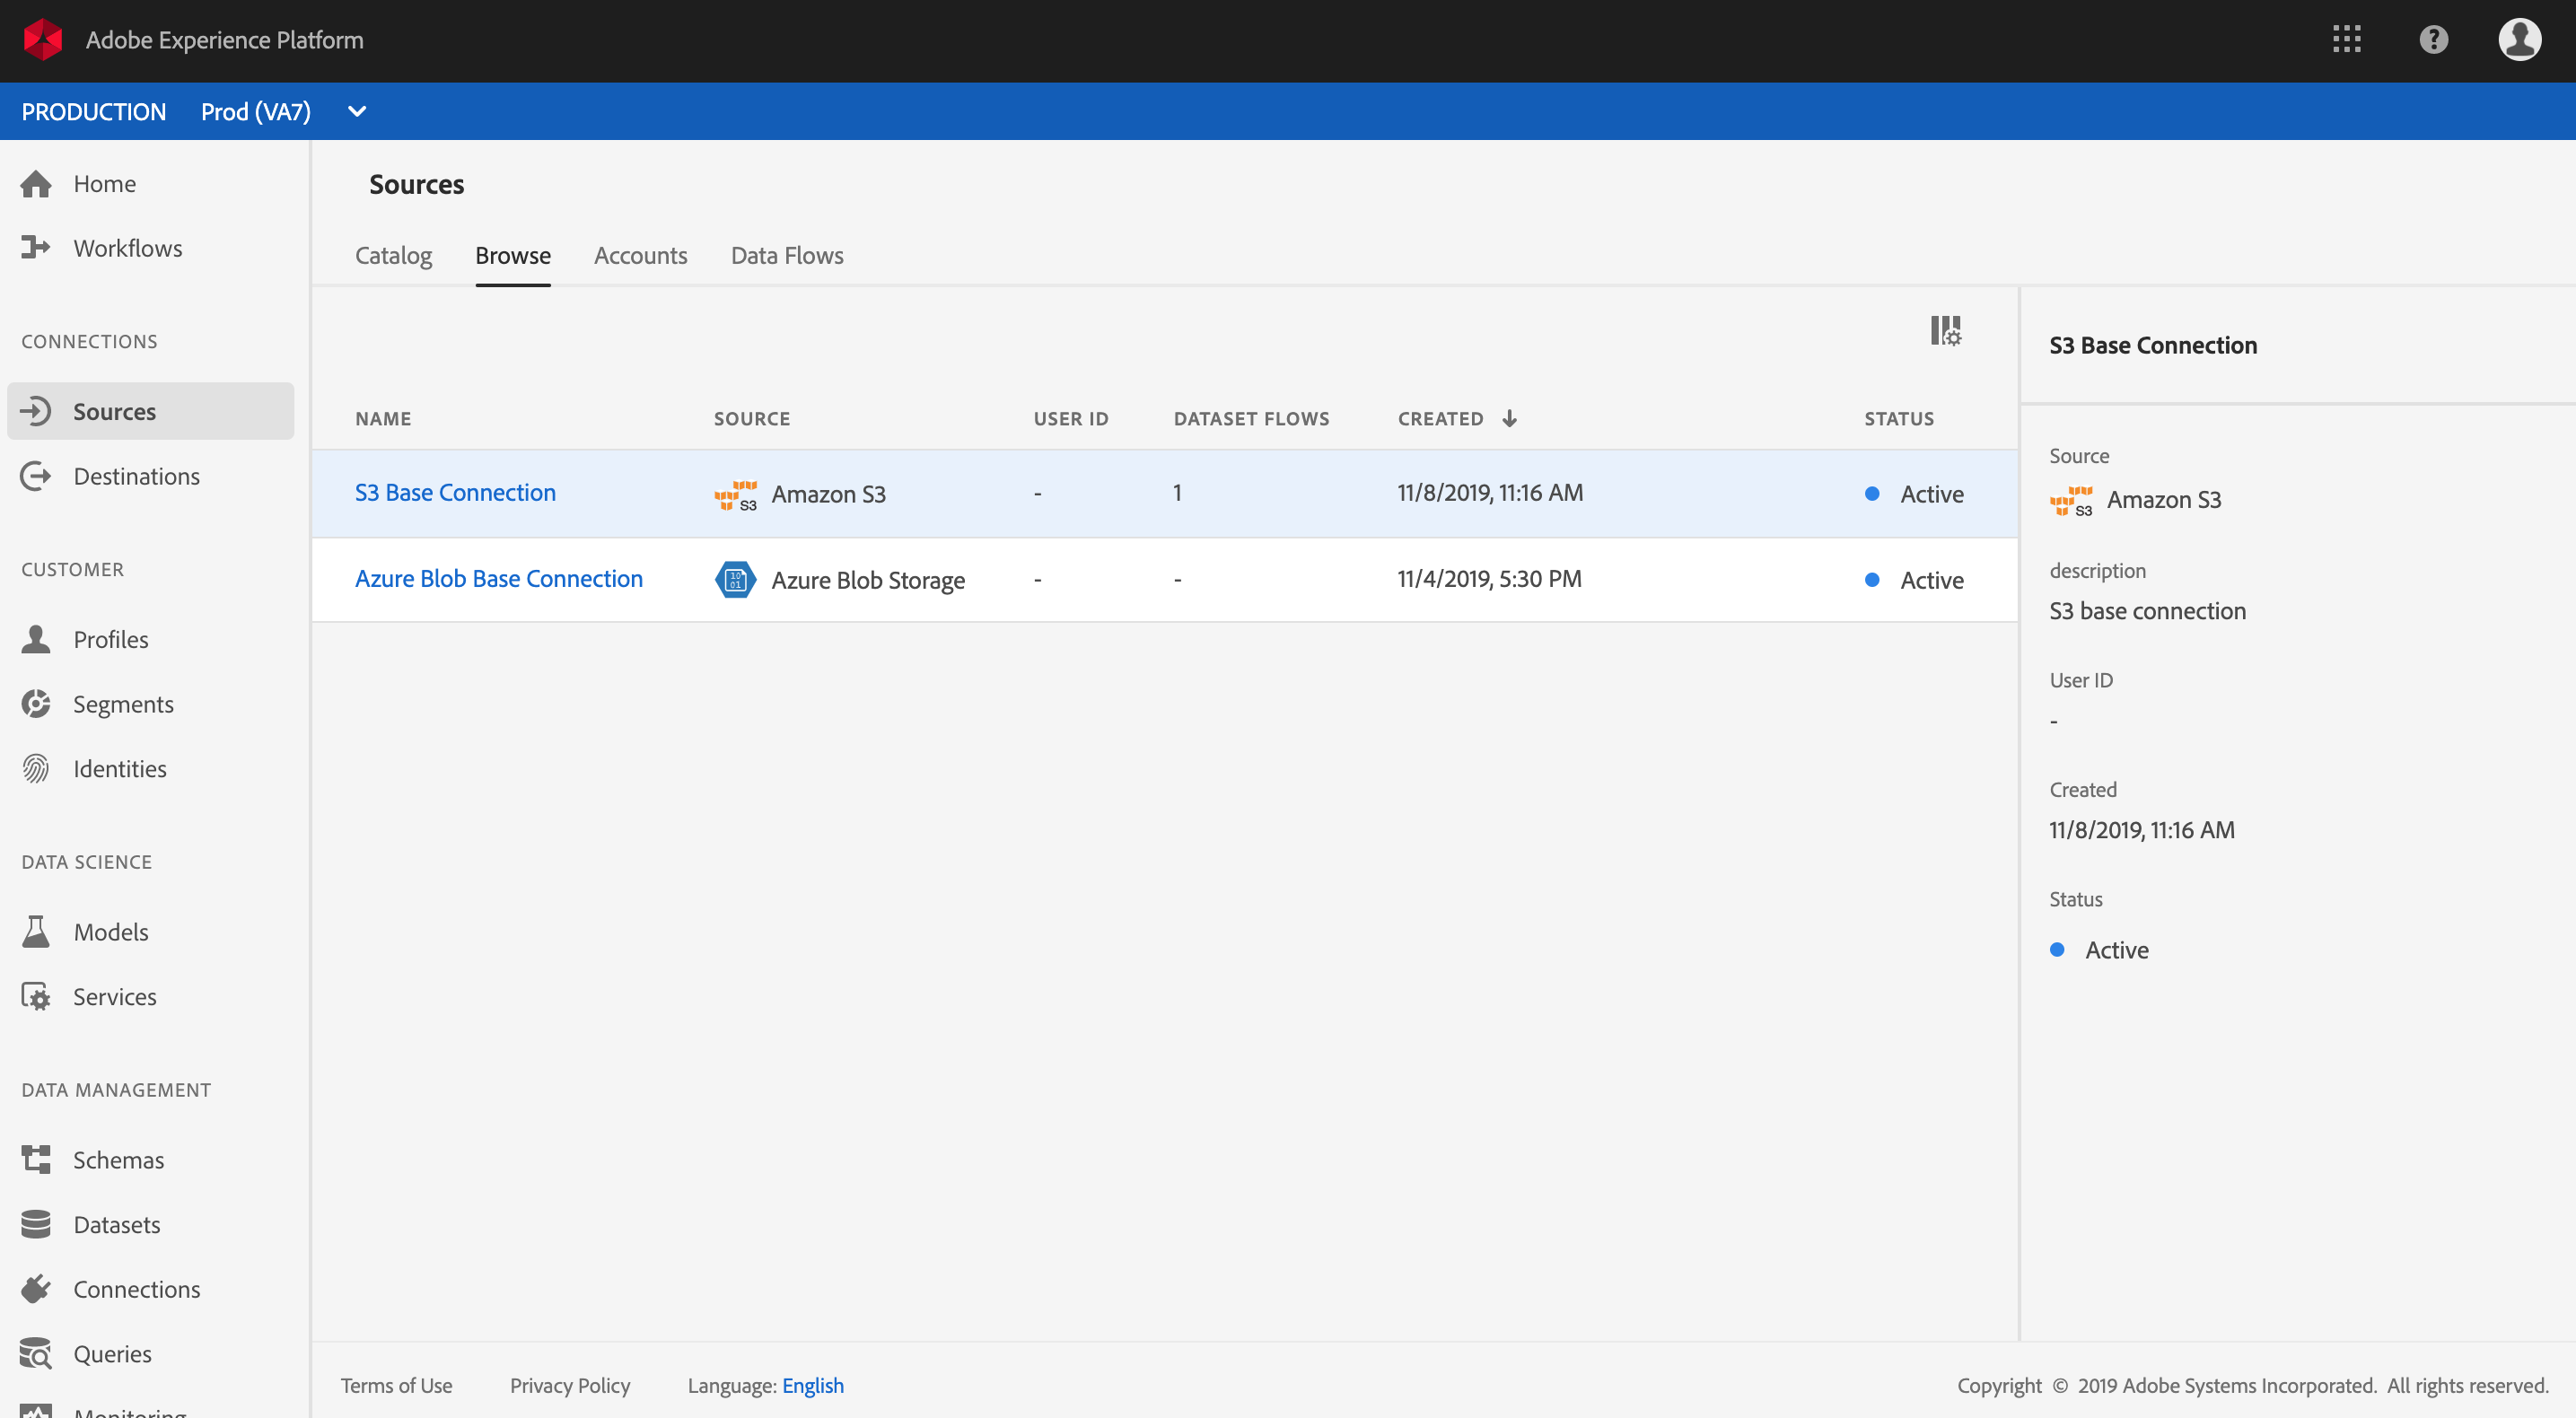 Adobe Experience Platform
PRODUCTION Prod (VA7)
Home
Workflows
CONNECTIONS
Sources
Destinations
CUSTOMER
Profiles
Segments
Identities
DATA SCIENCE
Models
Services
DATA MANAGEMENT
Schemas
Datasets
Connections
Queries
Monitoring
Sources
Catalog Browse Accounts Data Flows
NAME SOURCE USER ID DATASET FLOWS CREATED STATUS
S3 Base Connection S3 Amazon S3 - 1 11/8/2019, 11:16 AM Active
Azure Blob Base Connection 10 01 Azure Blob Storage - - 11/4/2019, 5:30 PM Active
S3 Base Connection
Source
S3 Amazon S3
description
S3 base connection
User ID
-
Created
11/8/2019, 11:16 AM
Status
Active
Terms of Use Privacy Policy Language: English Copyright © 2019 Adobe Systems Incorporated. All rights reserved.